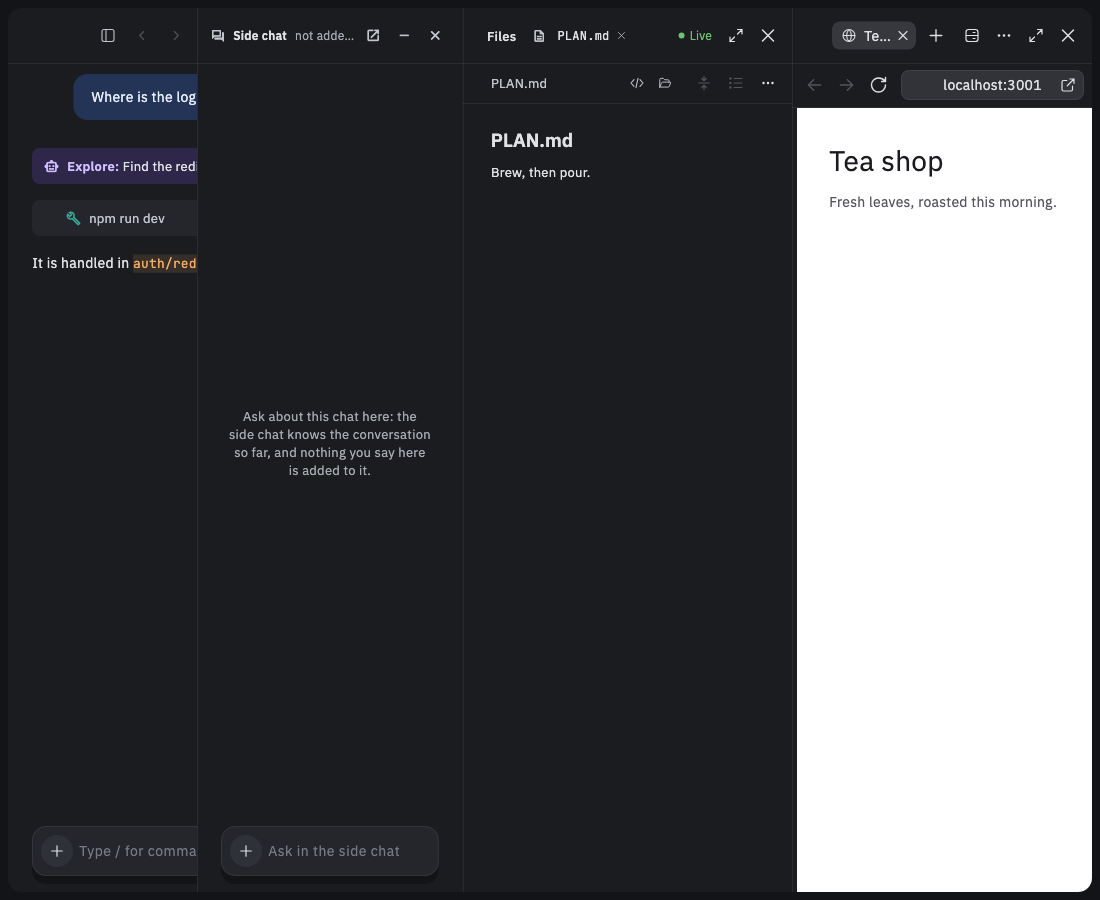 Where is the log
Explore: Find the redi
npm run dev
It is handled in auth/red
Type / for comma
Side chat not adde...
Ask about this chat here: the
side chat knows the conversation
so far, and nothing you say here
is added to it.
Ask in the side chat
Files PLAN.md Live
PLAN.md
PLAN.md
Brew, then pour.
Te...
localhost:3001
Tea shop
Fresh leaves, roasted this morning.